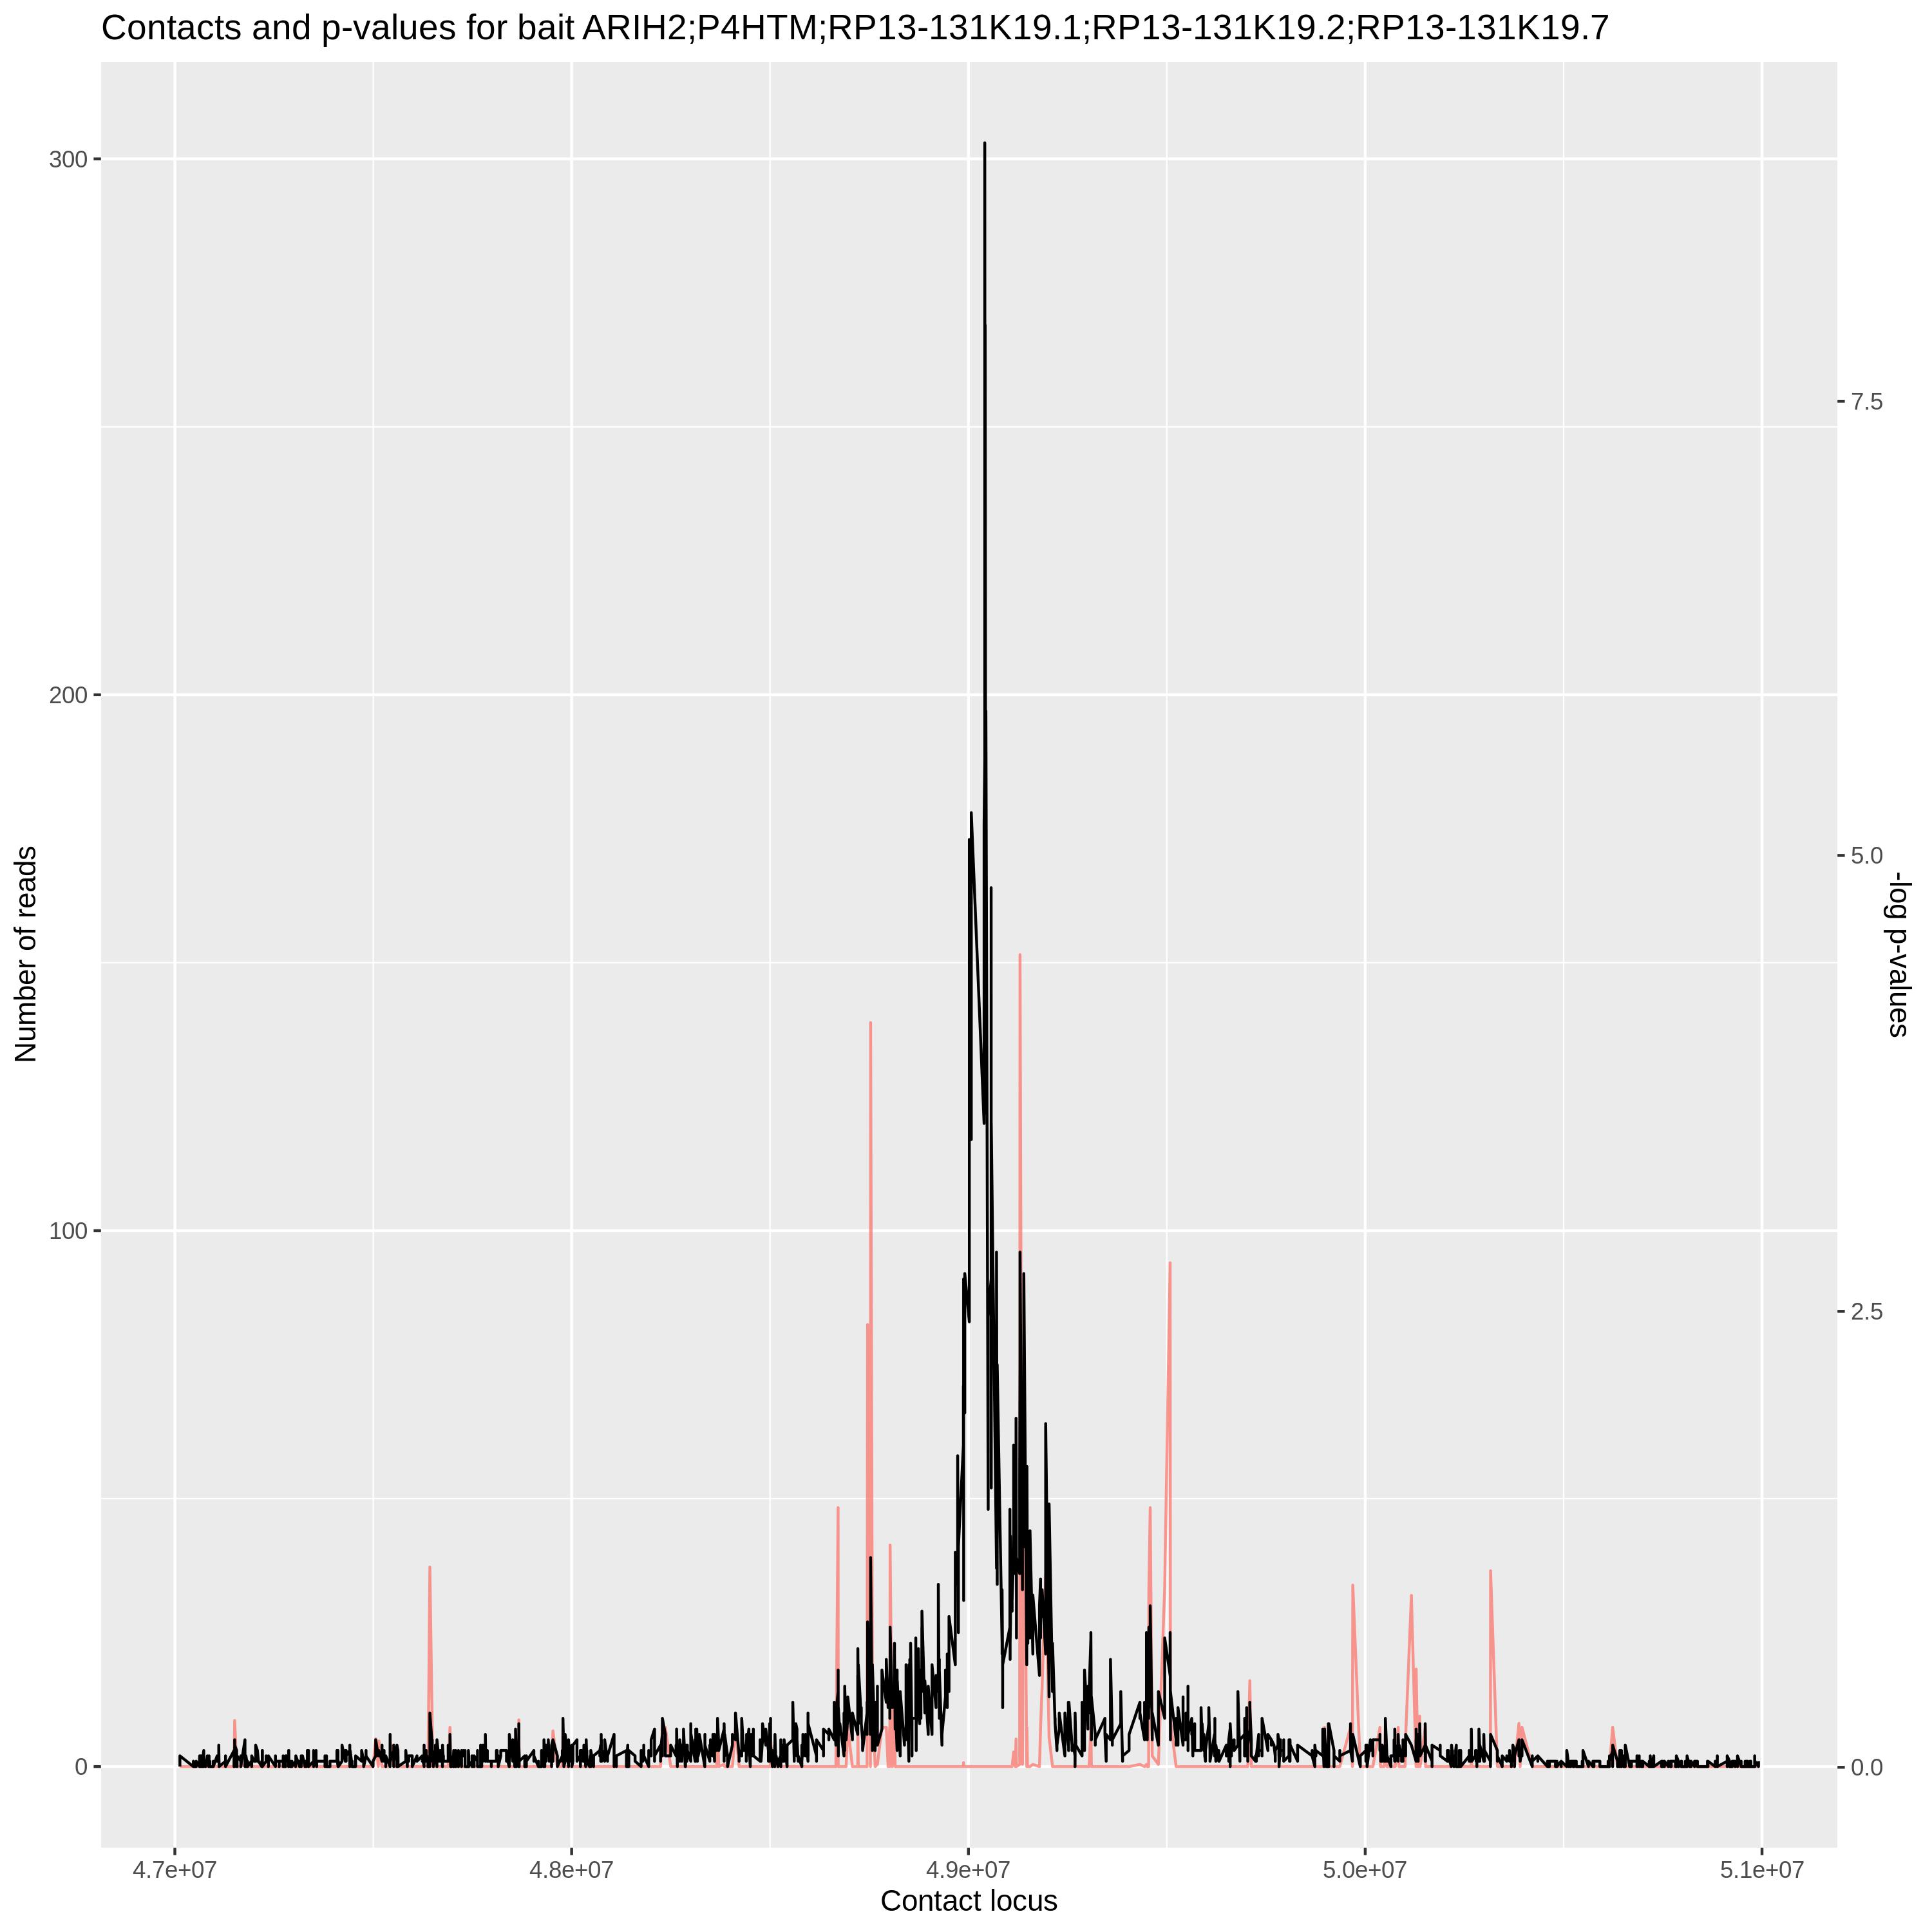 Contacts and p-values for bait ARIH2;P4HTM;RP13-131K19.1;RP13-131K19.2;RP13-131K19.7
Number of reads
300
200
100
0
7.5
5.0
2.5
0.0
-log p-values
4.7e+07
4.8e+07
4.9e+07
5.0e+07
5.1e+07
Contact locus